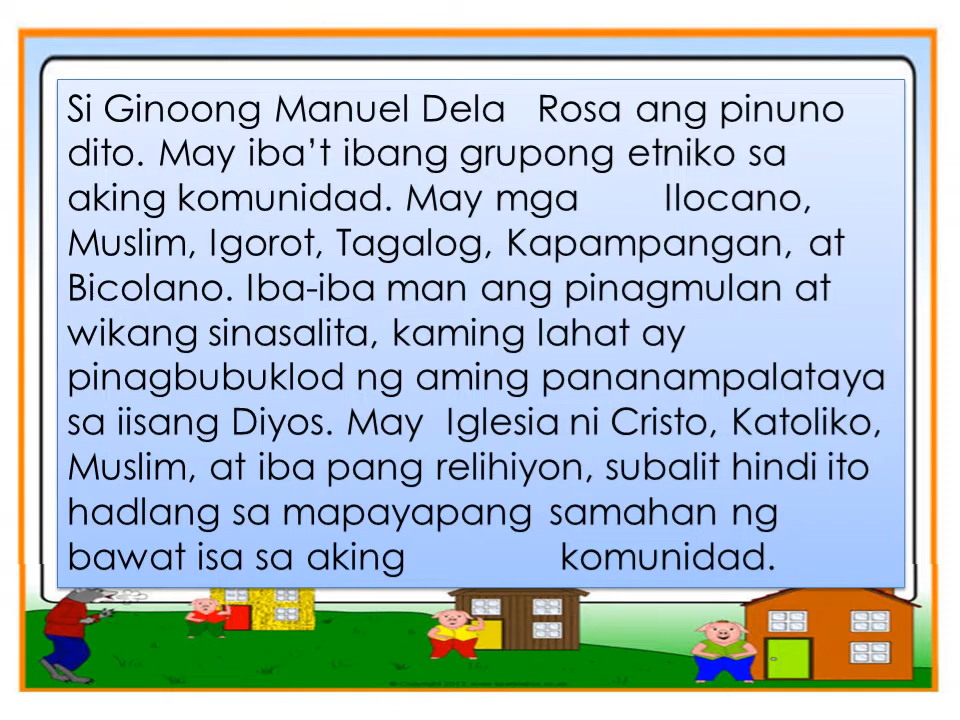 Si Ginoong Manuel Dela Rosa ang pinuno
dito. May iba't ibang grupong etniko sa
aking komunidad. May mga Ilocano,
Muslim, Igorot, Tagalog, Kapampangan, at
Bicolano. Iba-iba man ang pinagmulan at
wikang sinasalita, kaming lahat ay
pinagbubuklod ng aming pananampalataya
sa iisang Diyos. May Iglesia ni Cristo, Katoliko,
Muslim, at iba pang relihiyon, subalit hindi ito
hadlang sa mapayapang samahan ng
bawat isa sa aking komunidad.